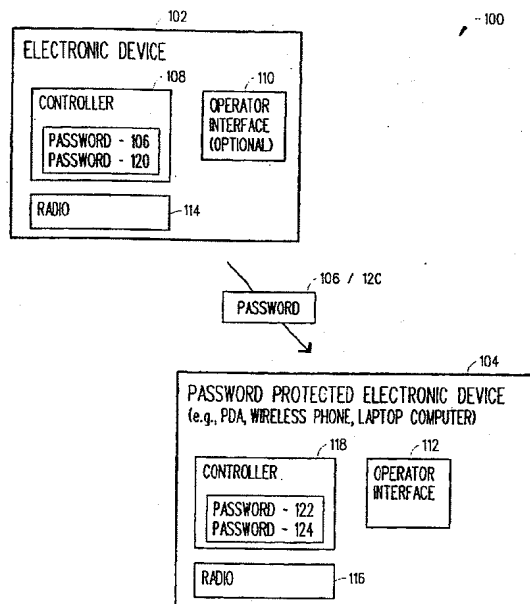 102
100
ELECTRONIC DEVICE
108
110
CONTROLLER
PASSWORD - 106
PASSWORD - 120
OPERATOR
INTERFACE
(OPTIONAL)
RADIO
114
106 / 12C
PASSWORD
104
PASSWORD PROTECTED ELECTRONIC DEVICE
(e.g., PDA, WIRELESS PHONE, LAPTOP COMPUTER)
118
112
CONTROLLER
PASSWORD - 122
PASSWORD - 124
OPERATOR
INTERFACE
RADIO
116